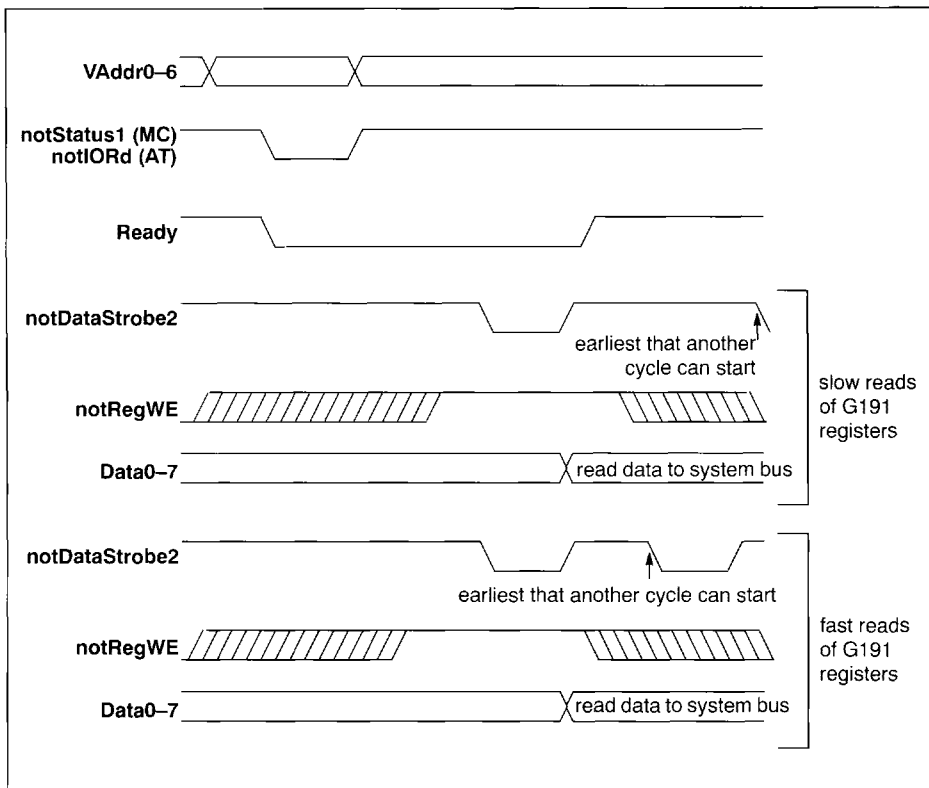 VAddr0–6
notStatus1 (MC)
notIORd (AT)
Ready
notDataStrobe2
earliest that another
cycle can start
notRegWE
Data0–7
read data to system bus
slow reads
of G191
registers
notDataStrobe2
earliest that another cycle can start
notRegWE
Data0–7
read data to system bus
fast reads
of G191
registers